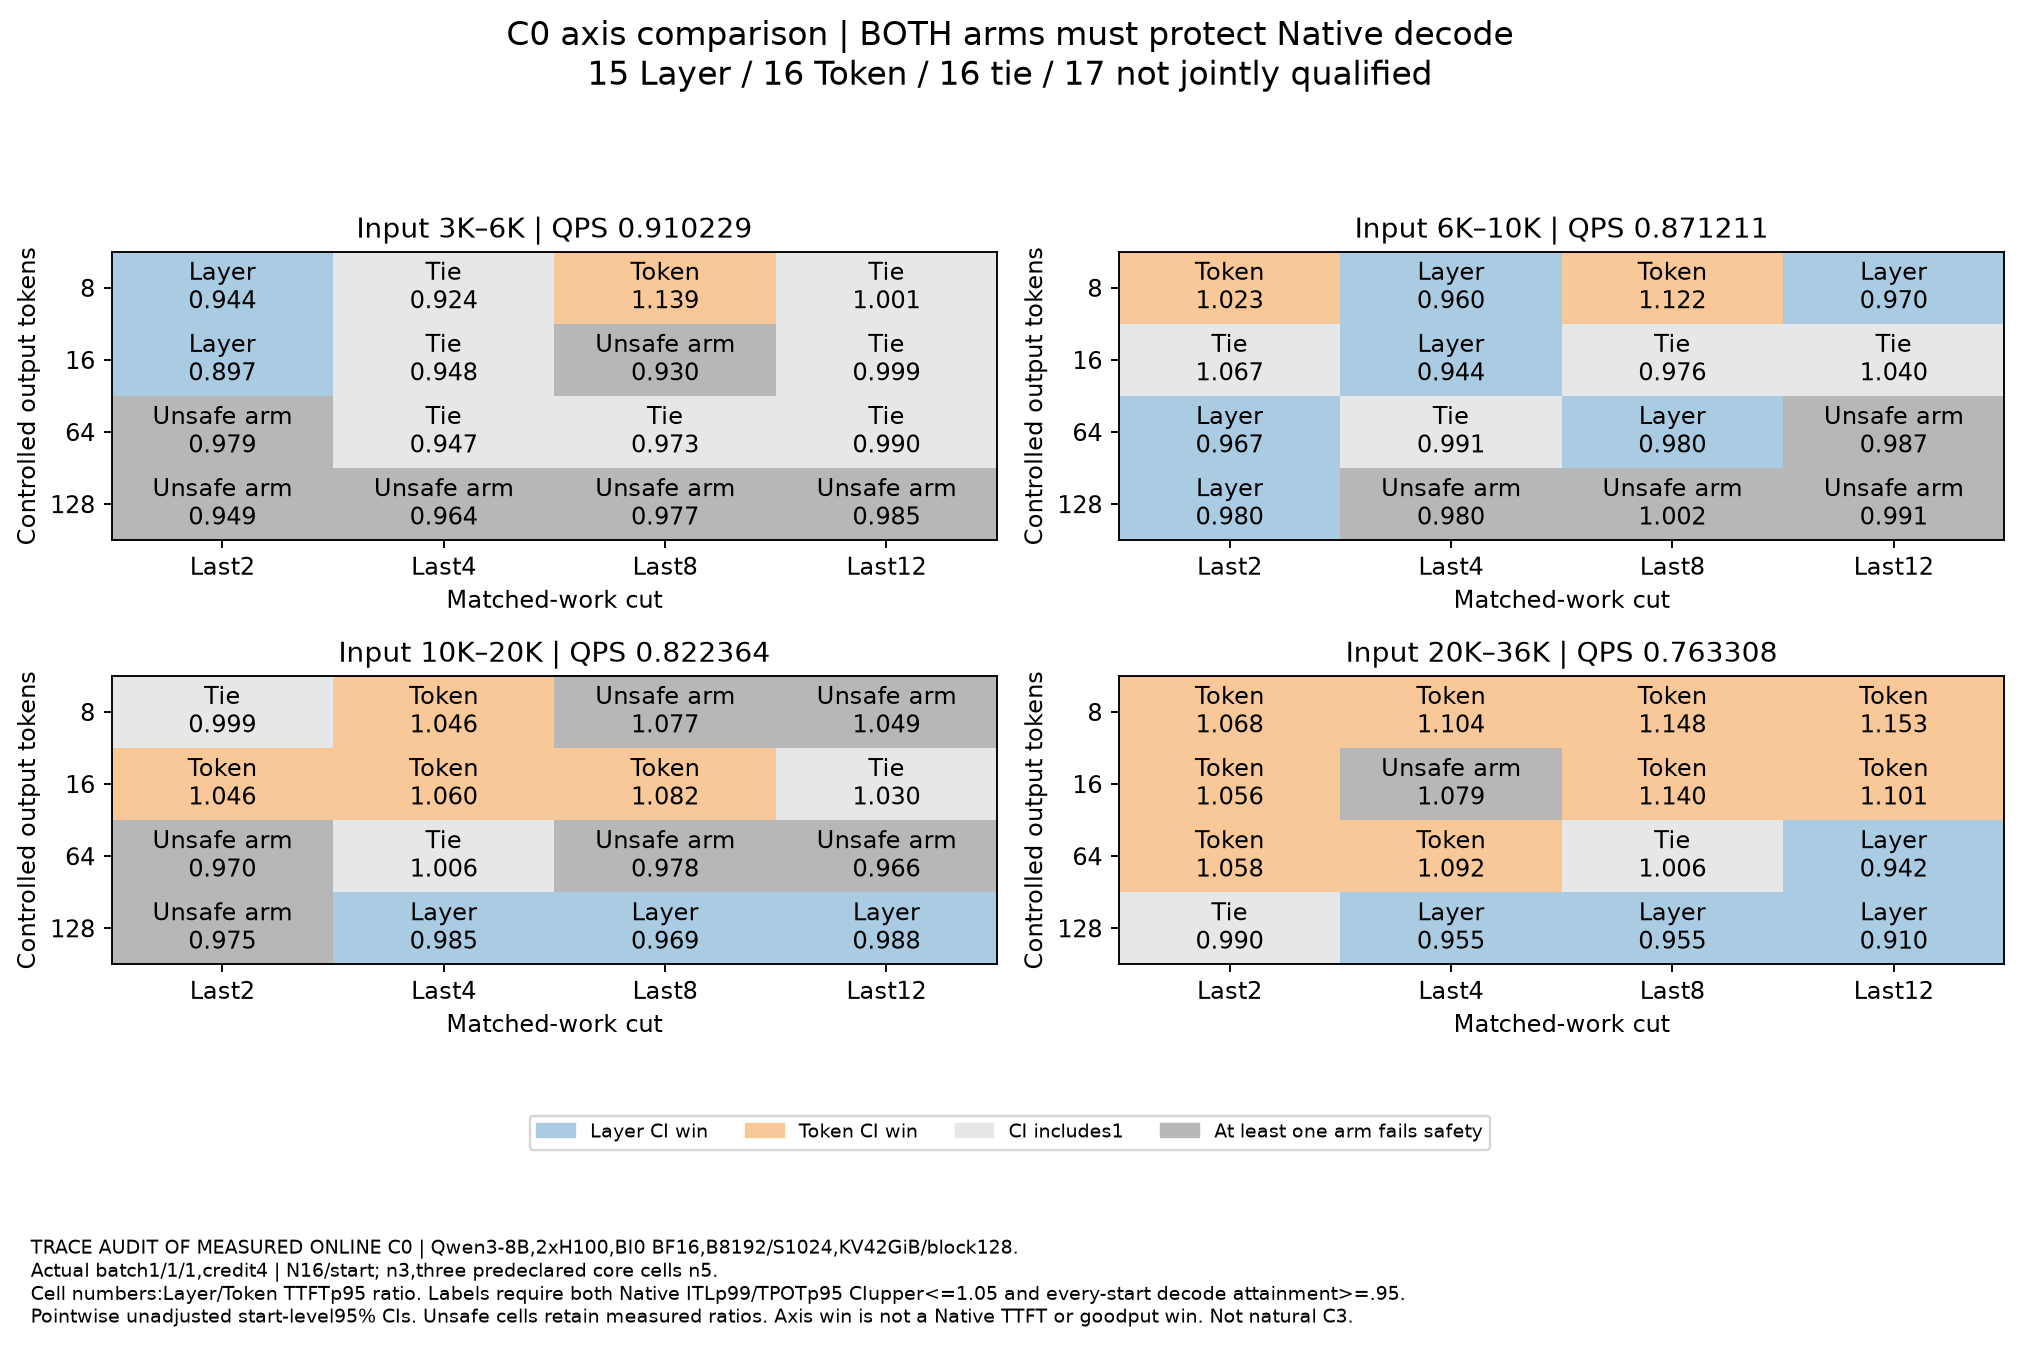 C0 axis comparison | BOTH arms must protect Native decode
15 Layer / 16 Token / 16 tie / 17 not jointly qualified
Input 3K–6K | QPS 0.910229
Controlled output tokens
8
Layer
0.944
Tie
0.924
Token
1.139
Tie
1.001
16
Layer
0.897
Tie
0.948
Unsafe arm
0.930
Tie
0.999
64
Unsafe arm
0.979
Tie
0.947
Tie
0.973
Tie
0.990
128
Unsafe arm
0.949
Unsafe arm
0.964
Unsafe arm
0.977
Unsafe arm
0.985
Last2
Last4
Last8
Last12
Matched-work cut
Input 6K–10K | QPS 0.871211
Controlled output tokens
8
Token
1.023
Layer
0.960
Token
1.122
Layer
0.970
16
Tie
1.067
Layer
0.944
Tie
0.976
Tie
1.040
64
Layer
0.967
Tie
0.991
Layer
0.980
Unsafe arm
0.987
128
Layer
0.980
Unsafe arm
0.980
Unsafe arm
1.002
Unsafe arm
0.991
Last2
Last4
Last8
Last12
Matched-work cut
Input 10K–20K | QPS 0.822364
Controlled output tokens
8
Tie
0.999
Token
1.046
Unsafe arm
1.077
Unsafe arm
1.049
16
Token
1.046
Token
1.060
Token
1.082
Tie
1.030
64
Unsafe arm
0.970
Tie
1.006
Unsafe arm
0.978
Unsafe arm
0.966
128
Unsafe arm
0.975
Layer
0.985
Layer
0.969
Layer
0.988
Last2
Last4
Last8
Last12
Matched-work cut
Input 20K–36K | QPS 0.763308
Controlled output tokens
8
Token
1.068
Token
1.104
Token
1.148
Token
1.153
16
Token
1.056
Unsafe arm
1.079
Token
1.140
Token
1.101
64
Token
1.058
Token
1.092
Tie
1.006
Layer
0.942
128
Tie
0.990
Layer
0.955
Layer
0.955
Layer
0.910
Last2
Last4
Last8
Last12
Matched-work cut
Layer CI win
Token CI win
CI includes1
At least one arm fails safety
TRACE AUDIT OF MEASURED ONLINE C0 | Qwen3-8B,2xH100,BI0 BF16,B8192/S1024,KV42GiB/block128.
Actual batch1/1/1,credit4 | N16/start; n3,three predeclared core cells n5.
Cell numbers:Layer/Token TTFTp95 ratio. Labels require both Native ITLp99/TPOTp95 CIupper<=1.05 and every-start decode attainment>=.95.
Pointwise unadjusted start-level95% CIs. Unsafe cells retain measured ratios. Axis win is not a Native TTFT or goodput win. Not natural C3.